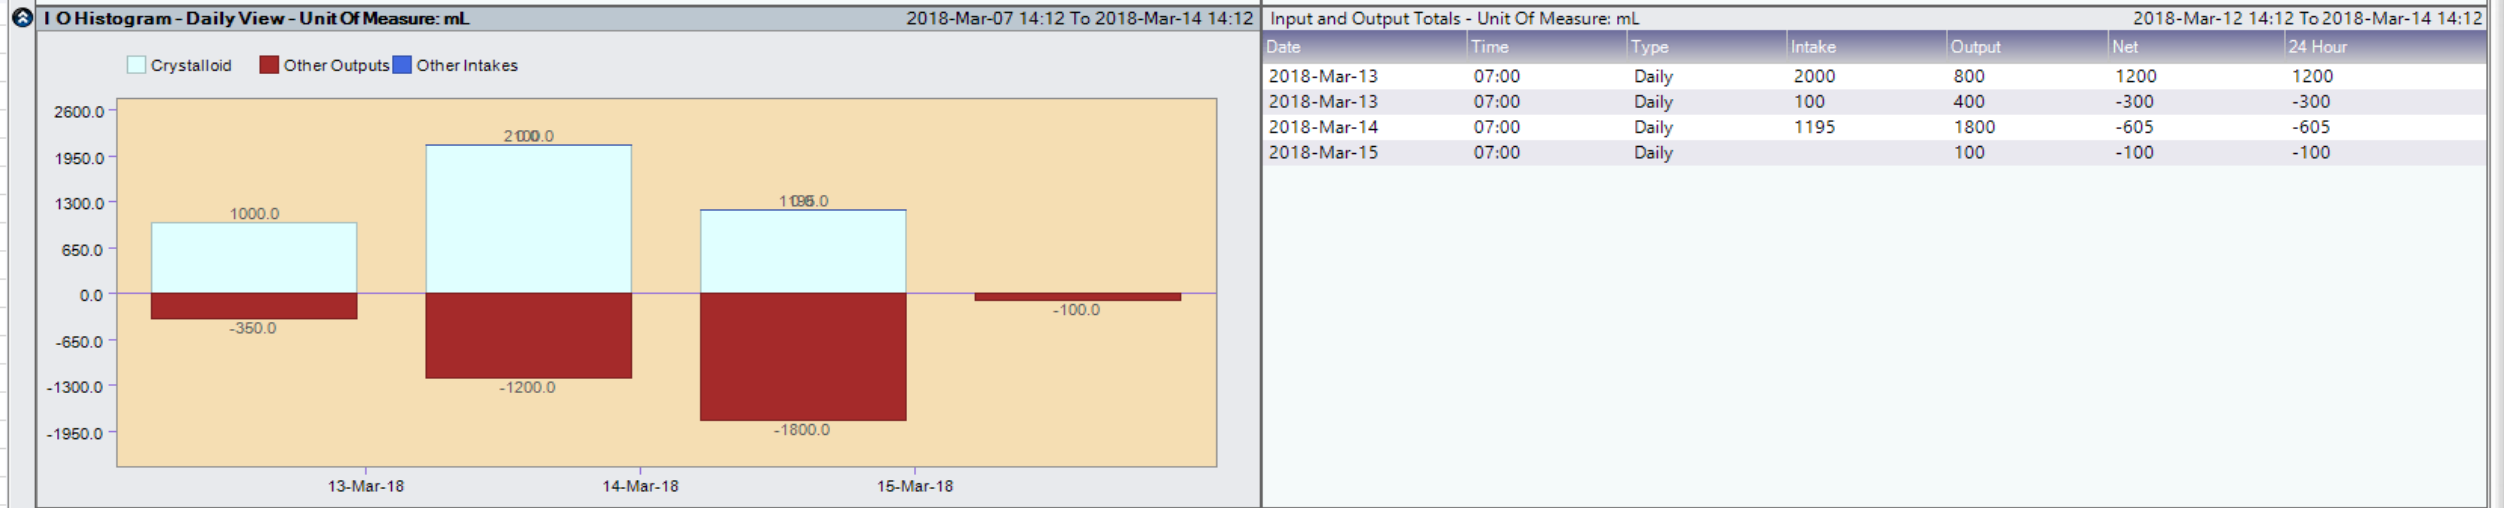 I O Histogram - Daily View - Unit Of Measure: mL 2018-Mar-07 14:12 To 2018-Mar-14 14:12
Crystalloid Other Outputs Other Intakes
2600.0
1950.0
1300.0
650.0
0.0
-650.0
-1300.0
-1950.0
1000.0
-350.0
-1200.0
-1800.0
-100.0
13-Mar-18 14-Mar-18 15-Mar-18
Input and Output Totals - Unit Of Measure: mL 2018-Mar-12 14:12 To 2018-Mar-14 14:12
Date Time Type Intake Output Net 24 Hour
2018-Mar-13 07:00 Daily 2000 800 1200 1200
2018-Mar-13 07:00 Daily 100 400 -300 -300
2018-Mar-14 07:00 Daily 1195 1800 -605 -605
2018-Mar-15 07:00 Daily 100 -100 -100